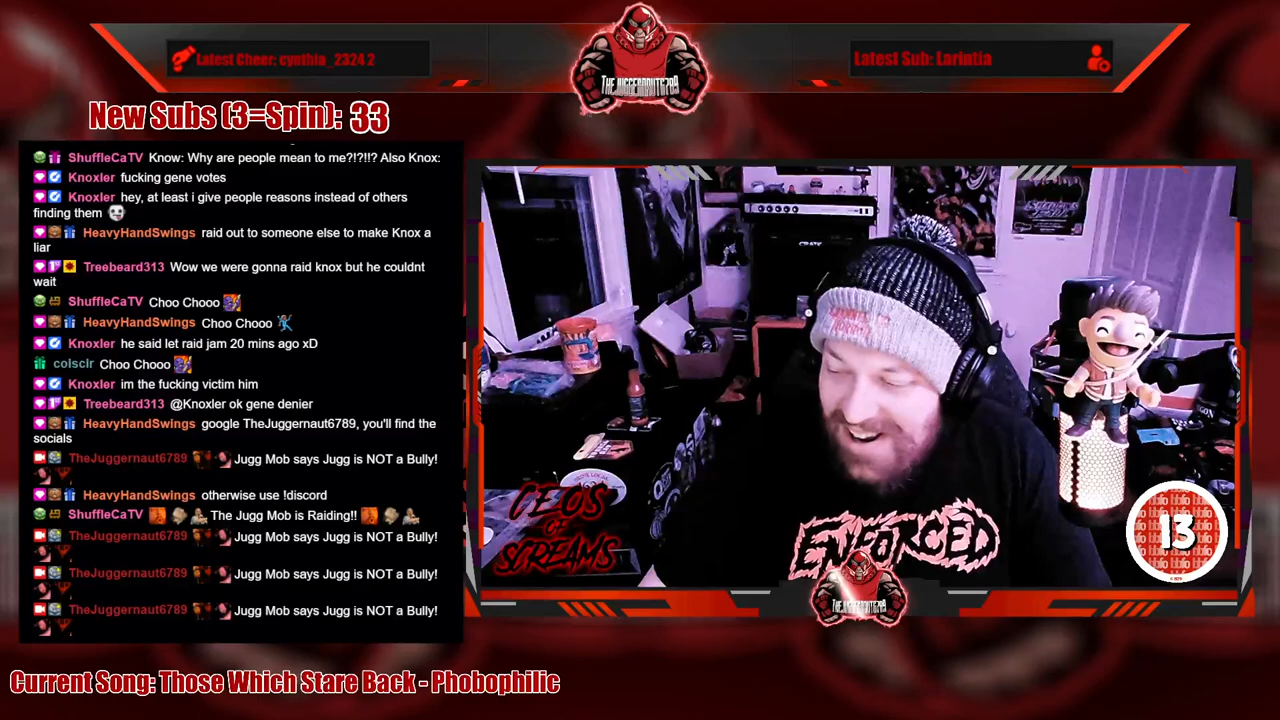 Latest Cheer: cynthia_2324 2
THEJUGGERNAUT6789
Latest Sub: Larintia
New Subs (3=Spin): 33
ShuffleCaTV Know: Why are people mean to me?!?!!? Also Knox:
Knoxler fucking gene votes
Knoxler hey, at least i give people reasons instead of others
finding them
HeavyHandSwings raid out to someone else to make Knox a
liar
Treebeard313 Wow we were gonna raid knox but he couldnt
wait
ShuffleCaTV Choo Chooo
HeavyHandSwings Choo Chooo
Knoxler he said let raid jam 20 mins ago xD
colscir Choo Chooo
Knoxler im the fucking victim him
Treebeard313 @Knoxler ok gene denier
HeavyHandSwings google TheJuggernaut6789, you'll find the
socials
TheJuggernaut6789 Jugg Mob says Jugg is NOT a Bully!
HeavyHandSwings otherwise use !discord
ShuffleCaTV The Jugg Mob is Raiding!!
TheJuggernaut6789 Jugg Mob says Jugg is NOT a Bully!
TheJuggernaut6789 Jugg Mob says Jugg is NOT a Bully!
TheJuggernaut6789 Jugg Mob says Jugg is NOT a Bully!
CRATE
CEOS
OF
SCREAMS
ENFORCED
13
THEJUGGERNAUT6789
Current Song: Those Which Stare Back - Phobophilic